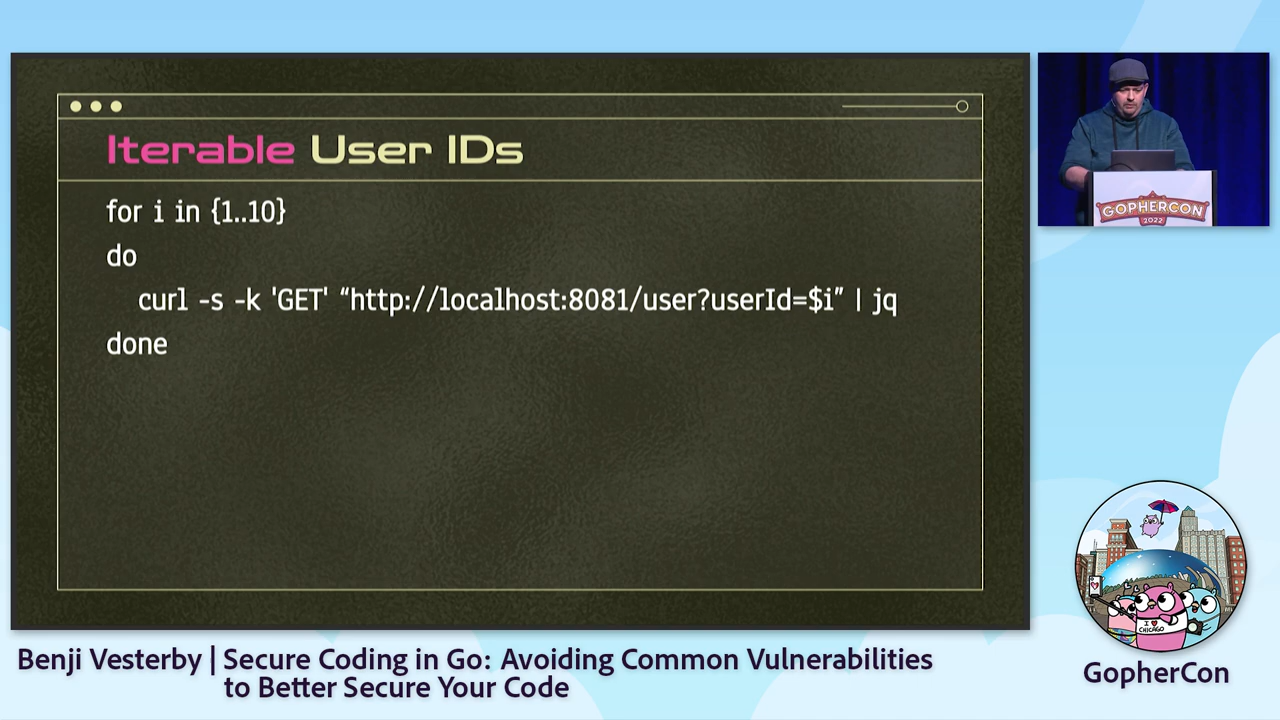 Iterable User IDs
for i in {1..10}
do
curl -s -k 'GET' “http://localhost:8081/user?userId=$i” | jq
done
GOPHERCON
2022
I ♥
CHICAGO
Benji Vesterby | Secure Coding in Go: Avoiding Common Vulnerabilities
to Better Secure Your Code
GopherCon